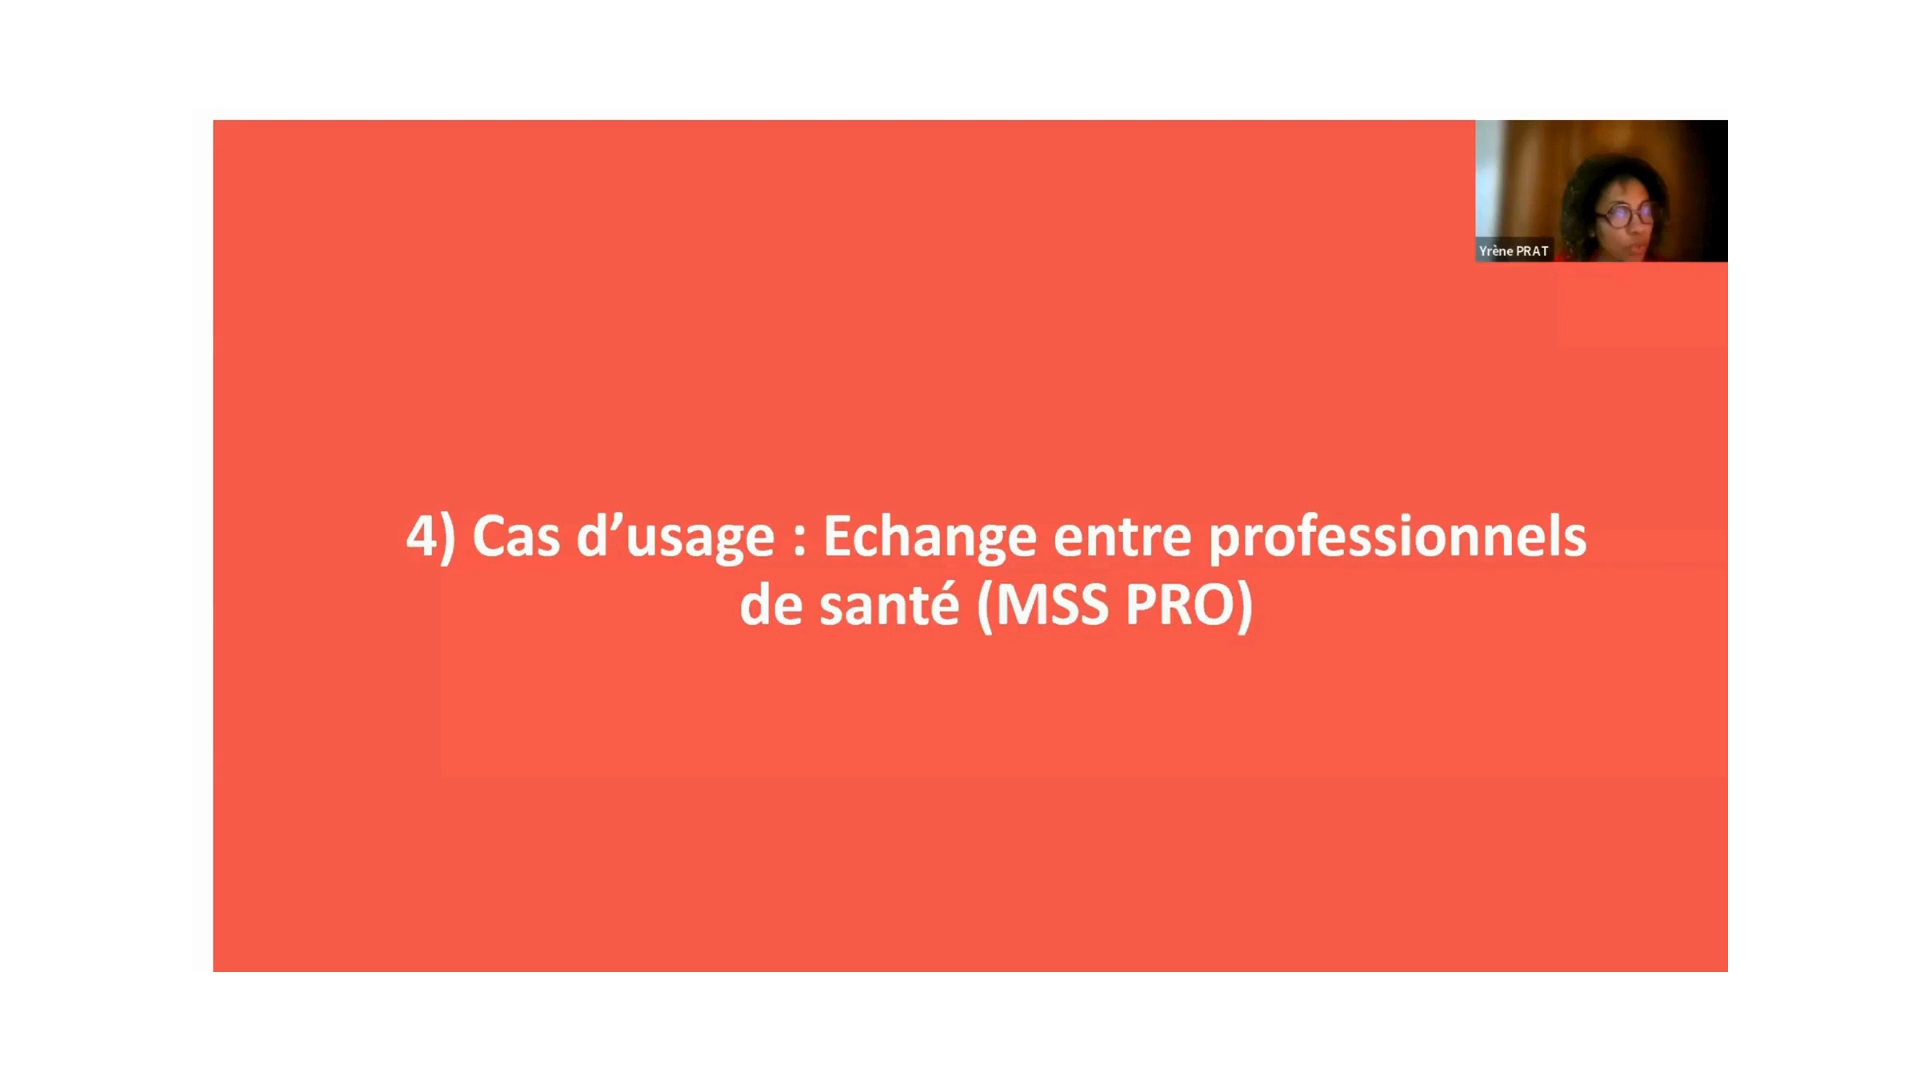 Yrène PRAT
4) Cas d’usage : Echange entre professionnels
de santé (MSS PRO)